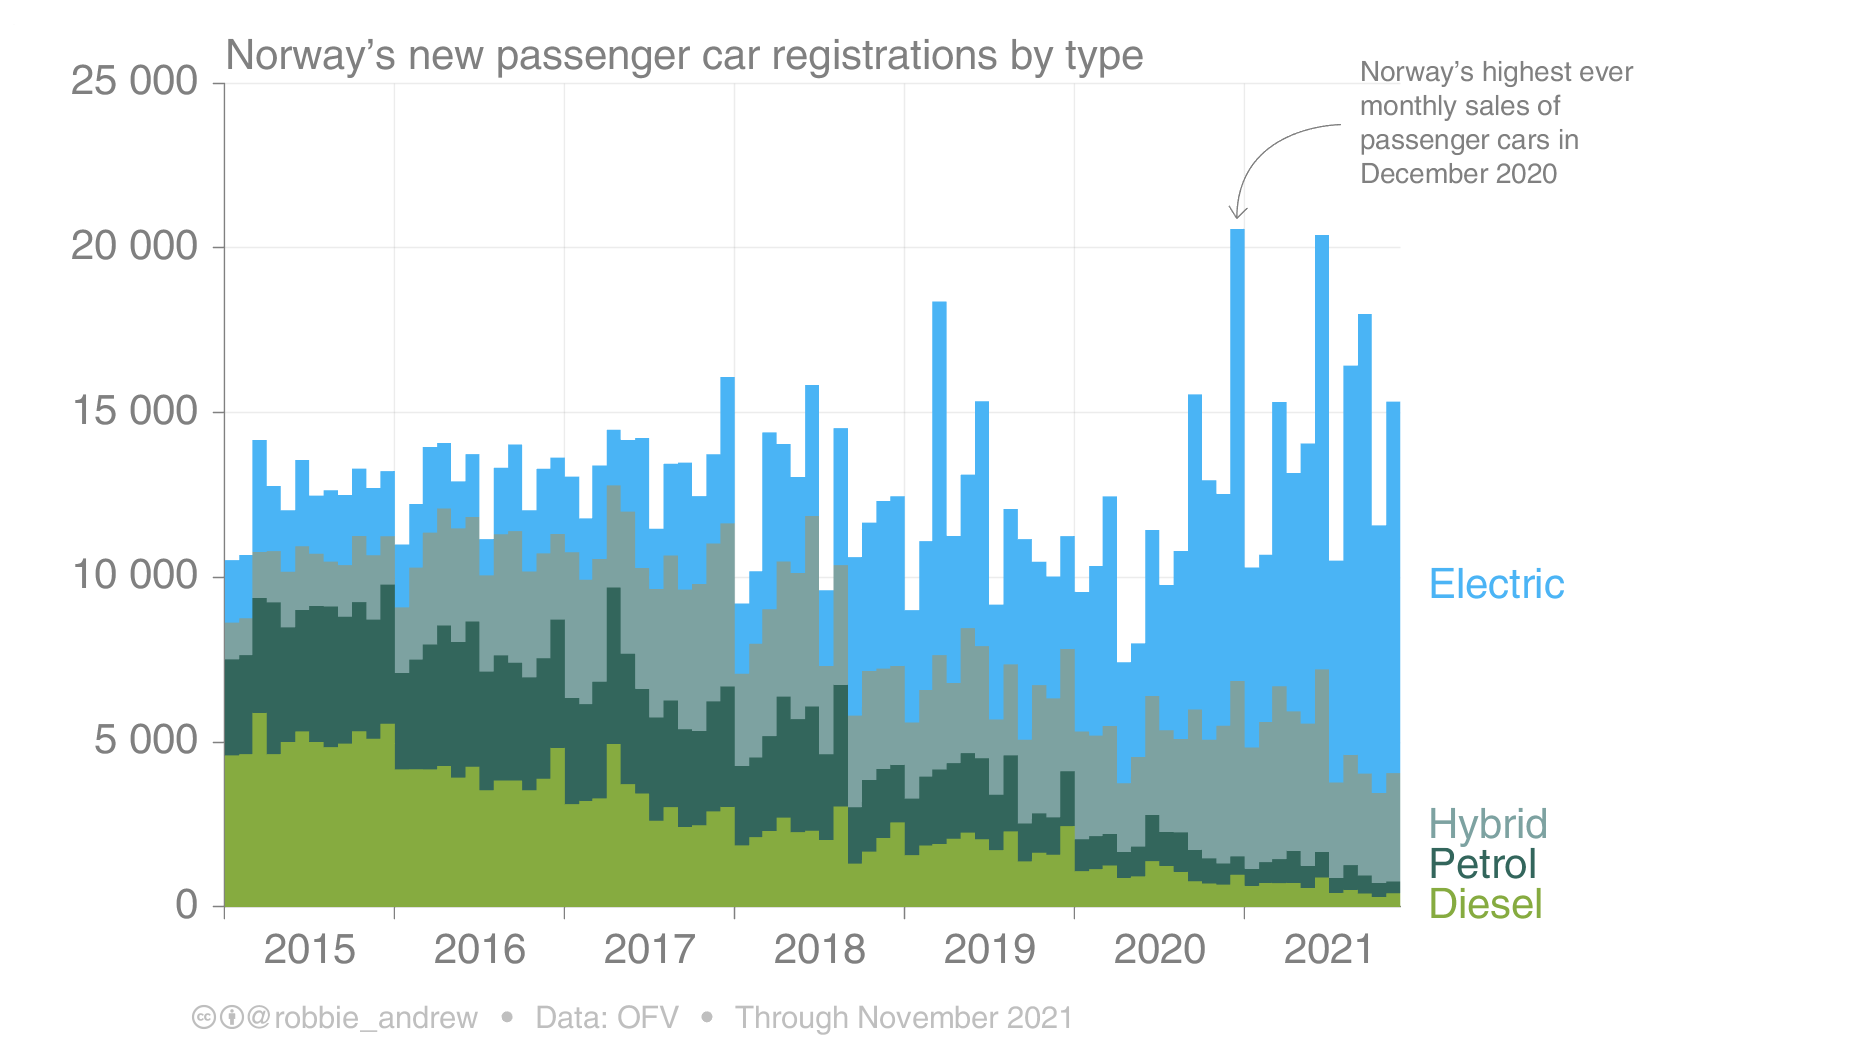 Norway’s new passenger car registrations by type
Norway’s highest ever
monthly sales of
passenger cars in
December 2020
25 000
20 000
15 000
10 000
5 000
0
Electric
Hybrid
Petrol
Diesel
2015 2016 2017 2018 2019 2020 2021
cc @robbie_andrew • Data: OFV • Through November 2021